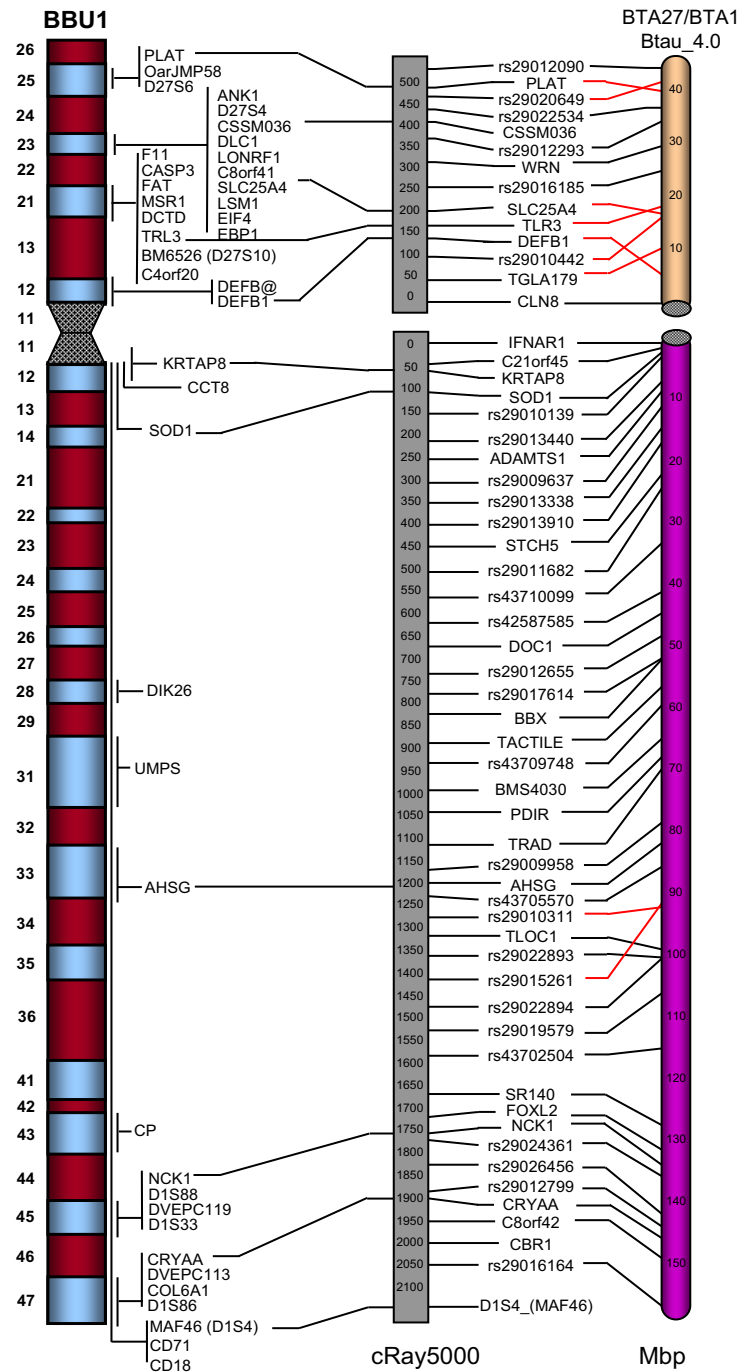 BBU1
BTA27/BTA1
Btau_4.0
26
25
24
23
22
21
13
12
11
11
12
13
14
21
22
23
24
25
26
27
28
29
31
32
33
34
35
36
41
42
43
44
45
46
47
PLAT
OarJMP58
D27S6
ANK1
D27S4
CSSM036
DLC1
LONRF1
C8orf41
SLC25A4
LSM1
EIF4
EBP1
F11
CASP3
FAT
MSR1
DCTD
TRL3
BM6526 (D27S10)
C4orf20
DEFB@
DEFB1
KRTAP8
CCT8
SOD1
DIK26
UMPS
AHSG
CP
NCK1
D1S88
DVEPC119
D1S33
CRYAA
DVEPC113
COL6A1
D1S86
MAF46 (D1S4)
CD71
CD18
500
450
400
350
300
250
200
150
100
50
0
0
50
100
150
200
250
300
350
400
450
500
550
600
650
700
750
800
850
900
950
1000
1050
1100
1150
1200
1250
1300
1350
1400
1450
1500
1550
1600
1650
1700
1750
1800
1850
1900
1950
2000
2050
2100
cRay5000
rs29012090
PLAT
rs29020649
rs29022534
CSSM036
rs29012293
WRN
rs29016185
SLC25A4
TLR3
DEFB1
rs29010442
TGLA179
CLN8
IFNAR1
C21orf45
KRTAP8
SOD1
rs29010139
rs29013440
ADAMTS1
rs29009637
rs29013338
rs29013910
STCH5
rs29011682
rs43710099
rs42587585
DOC1
rs29012655
rs29017614
BBX
TACTILE
rs43709748
BMS4030
PDIR
TRAD
rs29009958
AHSG
rs43705570
rs29010311
TLOC1
rs29022893
rs29015261
rs29022894
rs29019579
rs43702504
SR140
FOXL2
NCK1
rs29024361
rs29026456
rs29012799
CRYAA
C8orf42
CBR1
rs29016164
D1S4_(MAF46)
40
30
20
10
10
20
30
40
50
60
70
80
90
100
110
120
130
140
150
Mbp